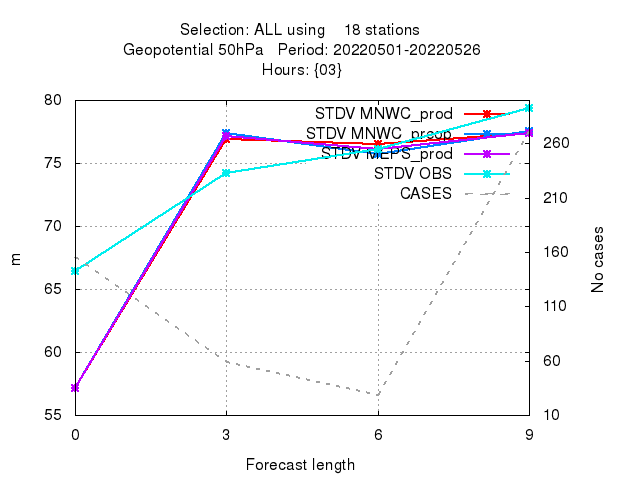 Selection: ALL using 18 stations
Geopotential 50hPa Period: 20220501-20220526
Hours: {03}
80
75
70
65
60
55
m
STDV MNWC_prod
STDV MNWC_preop
STDV MEPS_prod
STDV OBS
CASES
260
210
160
110
60
10
No cases
0 3 6 9
Forecast length